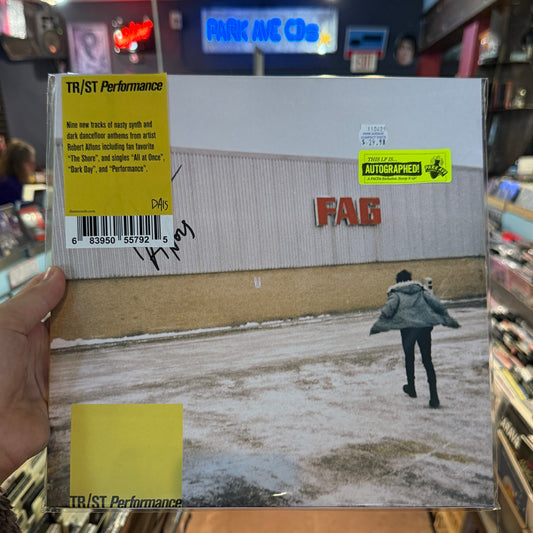 PARK AVE CDs
TR/ST Performance
Nine new tracks of nasty synth and
dark dancefloor anthems from artist
Robert Alfons including fan favorite
"The Shore", and singles "All at Once",
"Dark Day", and "Performance".
DAIS
6 83950 55792 5
$ 29.98
THIS LP IS...
AUTOGRAPHED!
FAG
TR/ST Performance